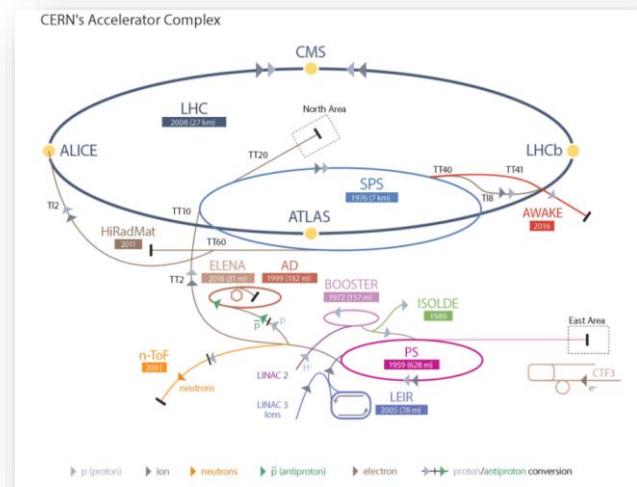 CERN's Accelerator Complex
CMS
LHC
2008 (27 km)
North Area
ALICE
LHCb
TT20
TT40
TT41
SPS
1976 (7 km)
TI2
TT10
TI8
ATLAS
AWAKE
2016
HiRadMat
2011
TT60
ELENA
AD
2016 (31 m)
1999 (182 m)
TT2
BOOSTER
1972 (157 m)
ISOLDE
1989
p
p̅
East Area
n-ToF
2001
PS
1959 (628 m)
H⁻
LINAC 2
neutrons
CTF3
e⁻
LINAC 3
Ions
LEIR
2005 (78 m)
p (proton)
ion
neutrons
p̅ (antiproton)
electron
proton/antiproton conversion